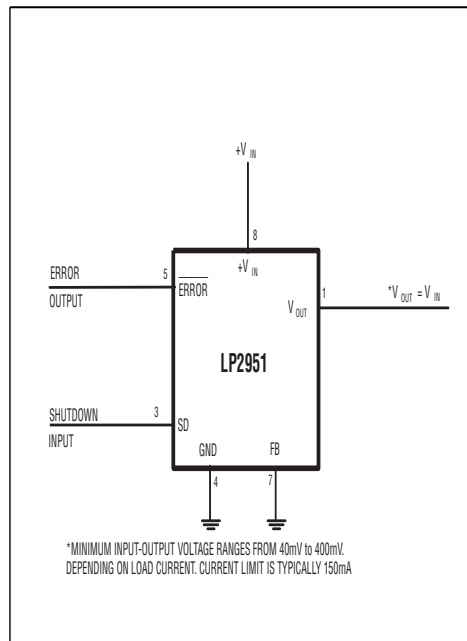 +V IN
8
+V IN
ERROR
OUTPUT
5
ERROR
1
V OUT
*V OUT = V IN
LP2951
SHUTDOWN
INPUT
3
SD
GND
FB
4
7
*MINIMUM INPUT-OUTPUT VOLTAGE RANGES FROM 40mV to 400mV.
DEPENDING ON LOAD CURRENT. CURRENT LIMIT IS TYPICALLY 150mA